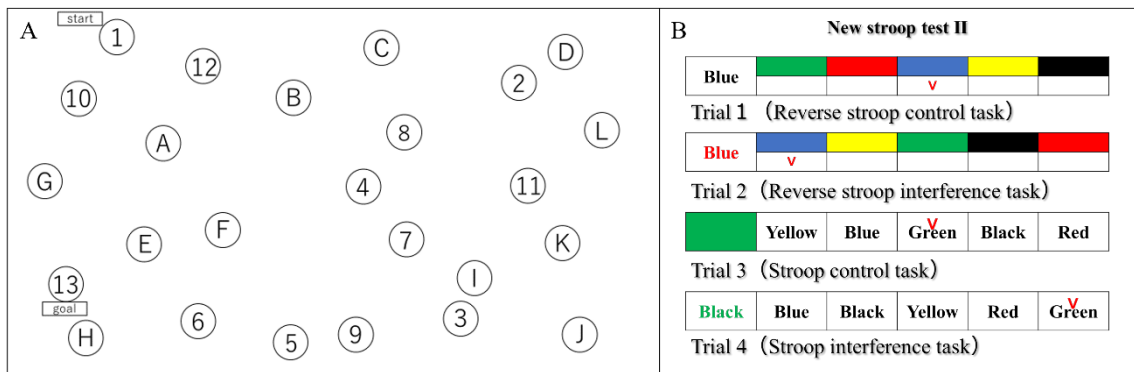 A
start
1
12
C
D
10
B
2
8
L
A
G
4
11
F
E
7
K
I
13
goal
3
6
H
5
9
J
B
New stroop test II
Blue
v
Trial 1 (Reverse stroop control task)
Blue
v
Trial 2 (Reverse stroop interference task)
Yellow Blue Green Black Red
v
Trial 3 (Stroop control task)
Black Blue Black Yellow Red Green
v
Trial 4 (Stroop interference task)